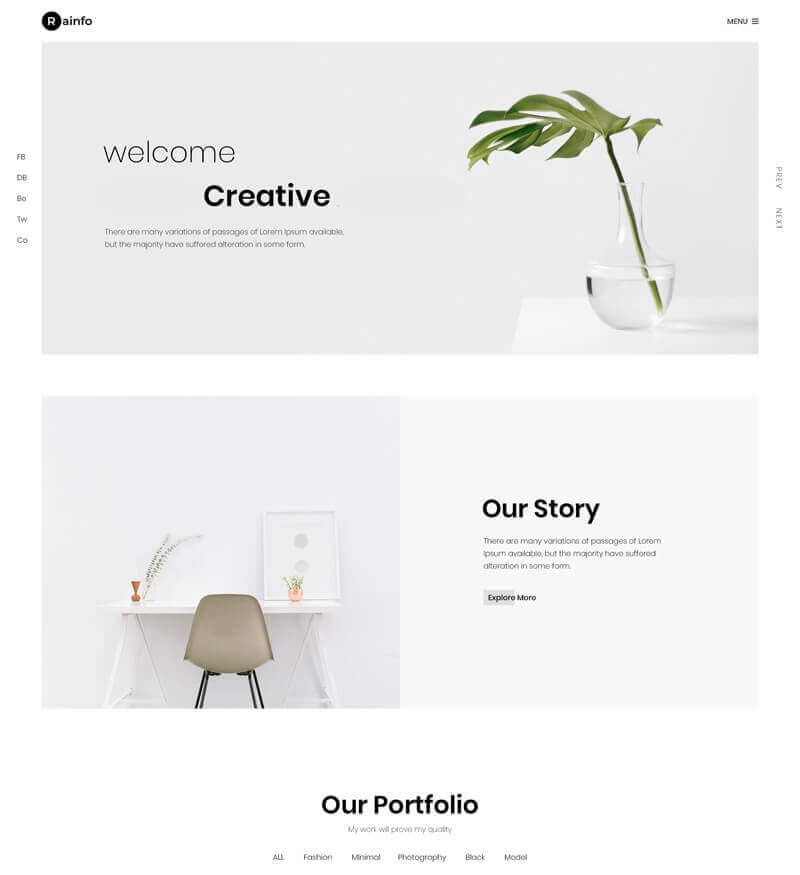 Rainfo
MENU
FB
DB
Be
Tw
Co
welcome
Creative
There are many variations of passages of Lorem Ipsum available,
but the majority have suffered alteration in some form.
PREV
NEXT
Our Story
There are many variations of passages of Lorem
Ipsum available, but the majority have suffered
alteration in some form.
Explore More
Our Portfolio
My work will prove my quality
ALL Fashion Minimal Photography Black Model